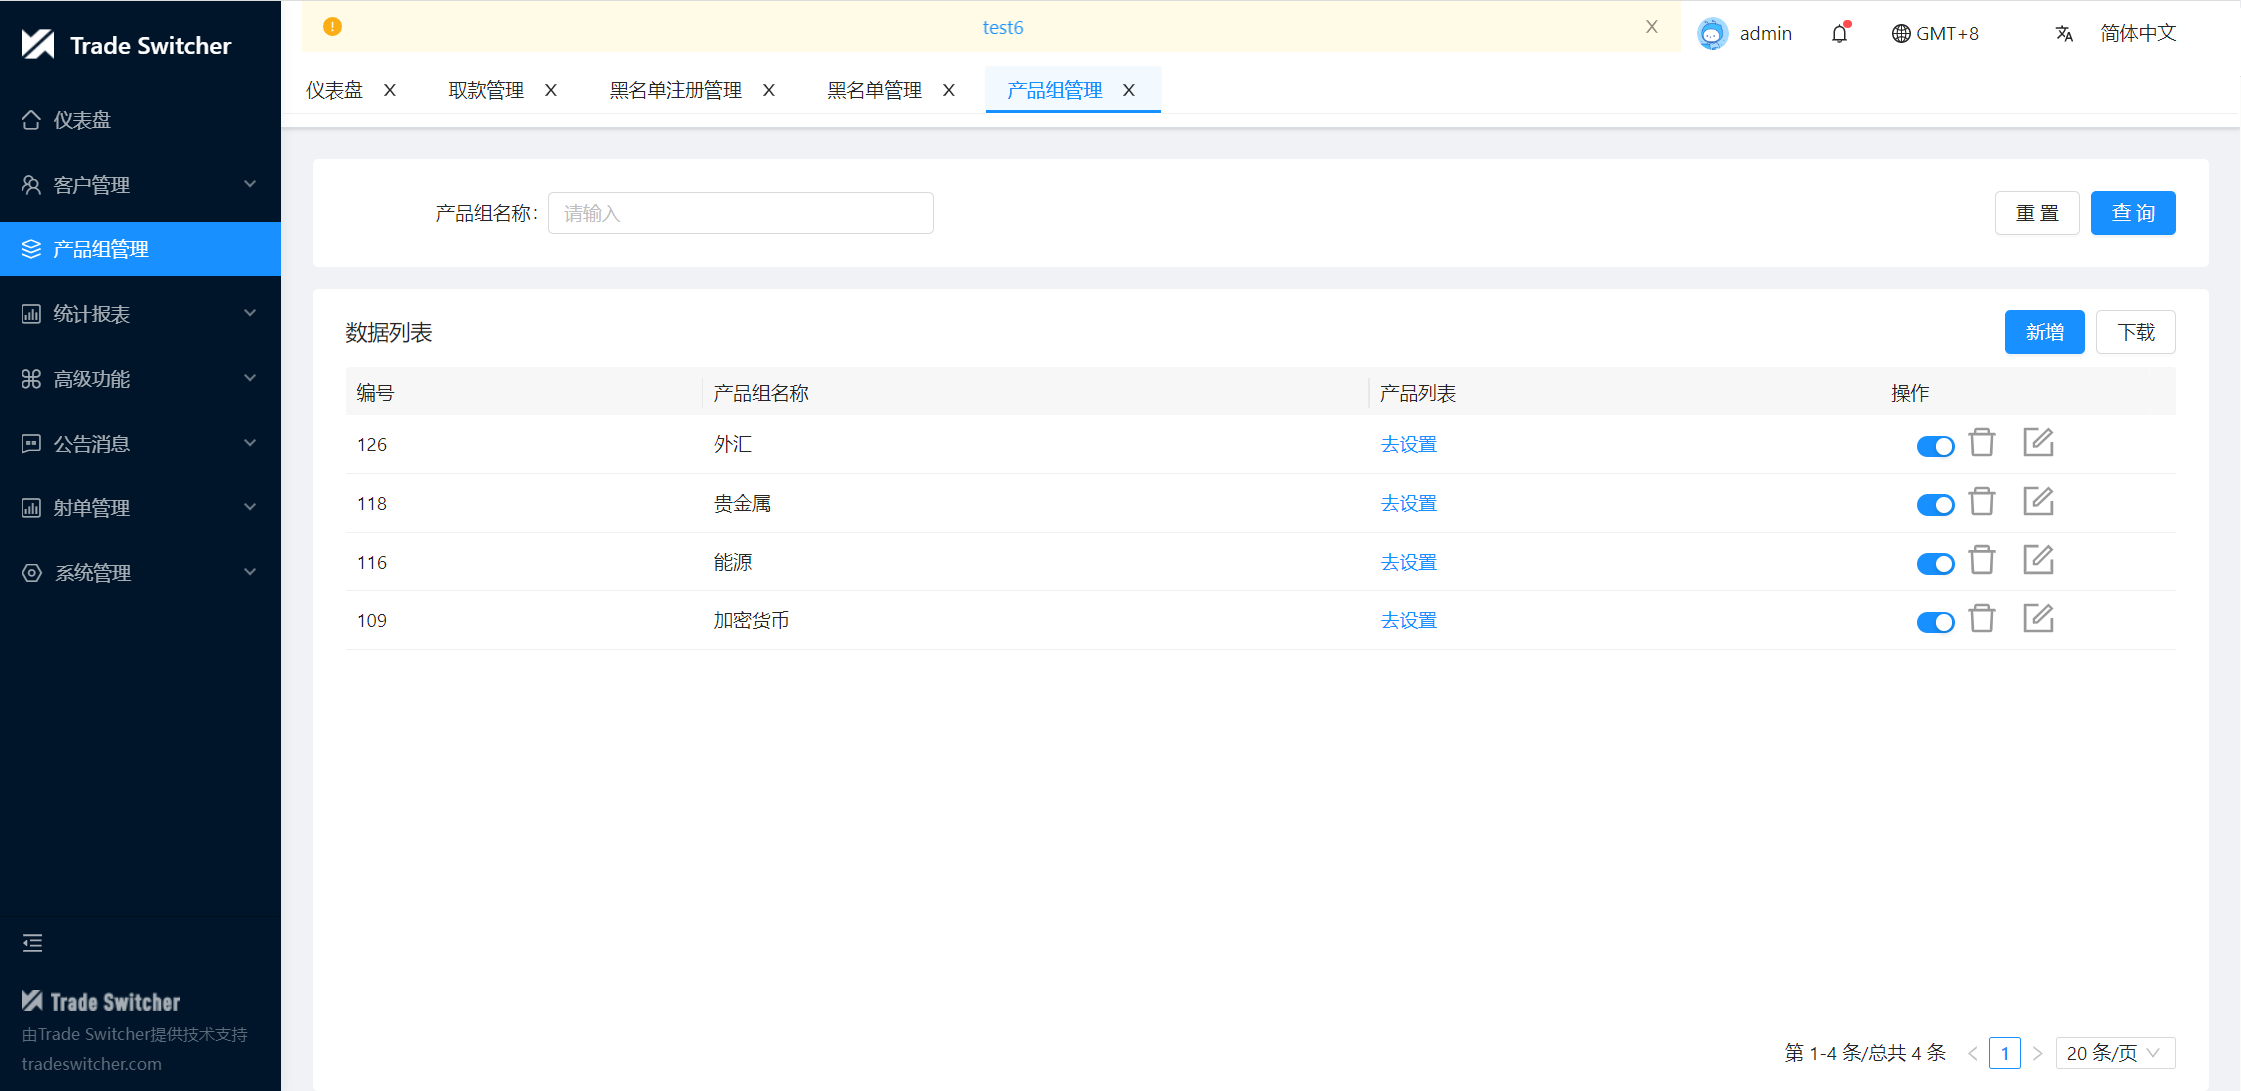 Trade Switcher
仪表盘
客户管理
产品组管理
统计报表
高级功能
公告消息
射单管理
系统管理
Trade Switcher
由Trade Switcher提供技术支持
tradeswitcher.com
test6
admin
GMT+8
简体中文
仪表盘 X 取款管理 X 黑名单注册管理 X 黑名单管理 X 产品组管理 X
产品组名称: 请输入 重 置 查 询
数据列表 新增 下载
编号 产品组名称 产品列表 操作
126 外汇 去设置
118 贵金属 去设置
116 能源 去设置
109 加密货币 去设置
第 1-4 条/总共 4 条 < 1 > 20 条/页